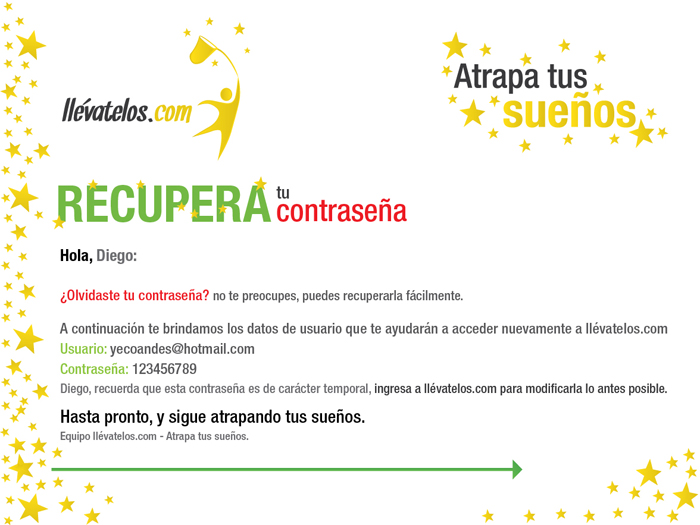 llévatelos.com
Atrapa tus
sueños
RECUPERA tu
contraseña
Hola, Diego:
¿Olvidaste tu contraseña? no te preocupes, puedes recuperarla fácilmente.
A continuación te brindamos los datos de usuario que te ayudarán a acceder nuevamente a llévatelos.com
Usuario: yecoandes@hotmail.com
Contraseña: 123456789
Diego, recuerda que esta contraseña es de carácter temporal, ingresa a llévatelos.com para modificarla lo antes posible.
Hasta pronto, y sigue atrapando tus sueños.
Equipo llévatelos.com - Atrapa tus sueños.